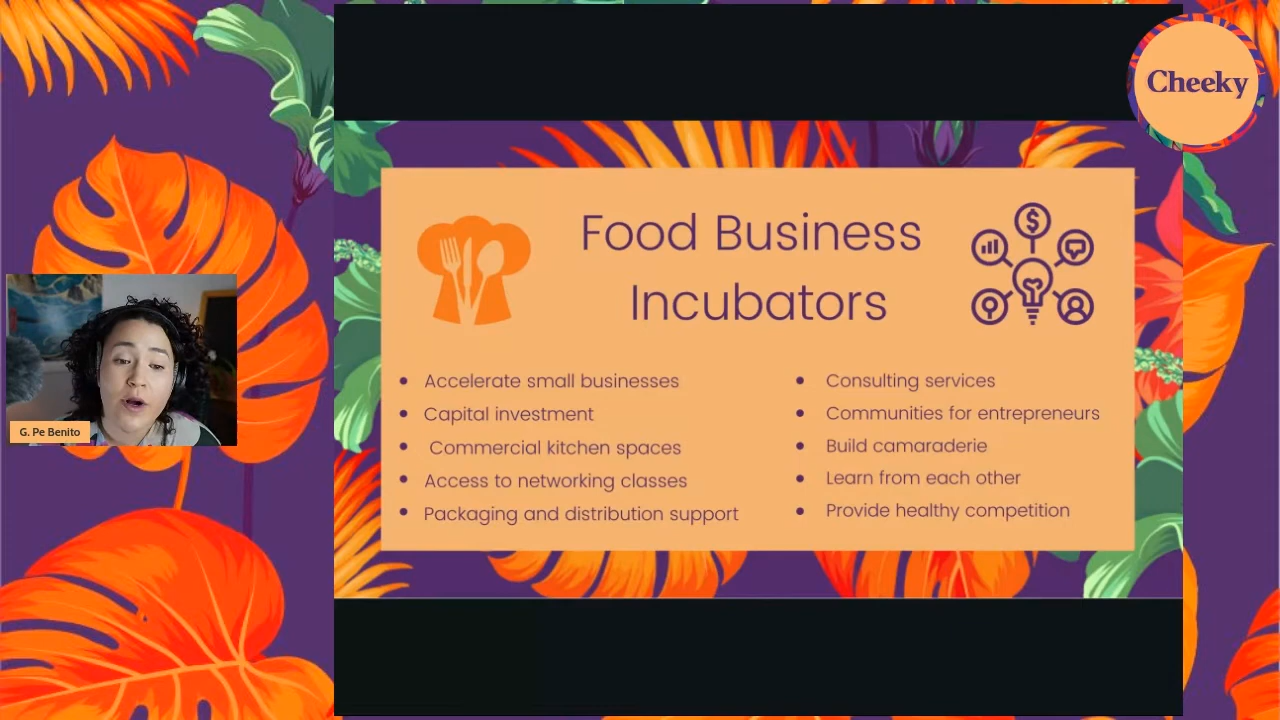 Cheeky
Food Business
Incubators
$
• Accelerate small businesses
• Capital investment
• Commercial kitchen spaces
• Access to networking classes
• Packaging and distribution support
• Consulting services
• Communities for entrepreneurs
• Build camaraderie
• Learn from each other
• Provide healthy competition
G. Pe Benito